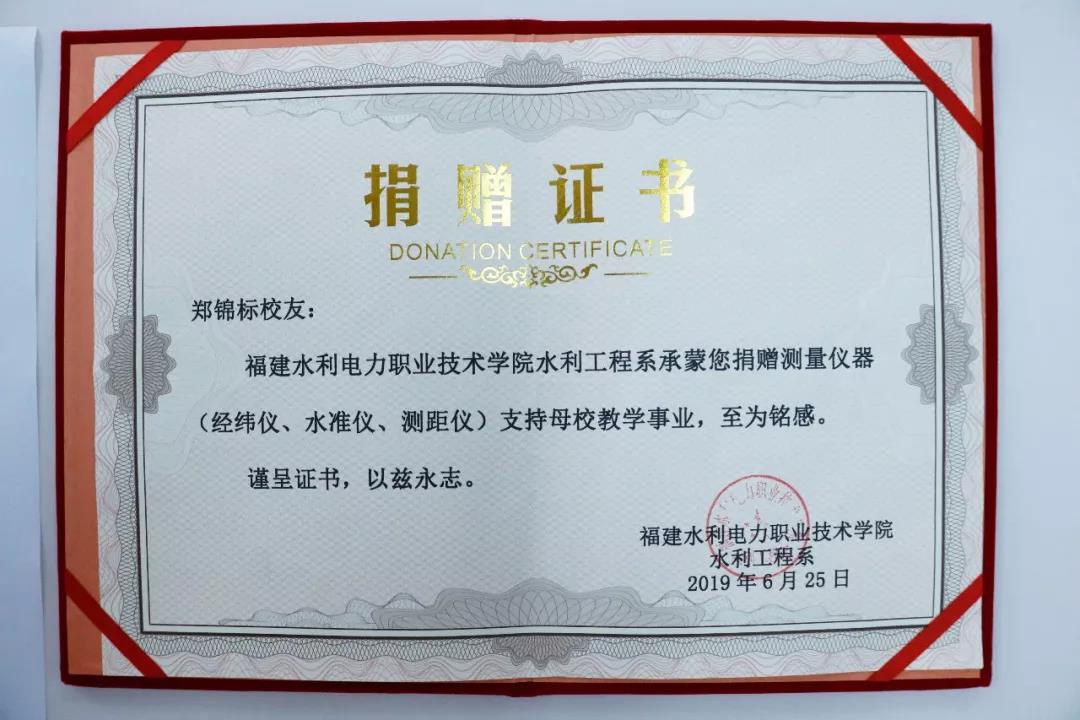 捐赠证书
DONATION CERTIFICATE
郑锦标校友：
福建水利电力职业技术学院水利工程系承蒙您捐赠测量仪器
（经纬仪、水准仪、测距仪）支持母校教学事业，至为铭感。
谨呈证书，以兹永志。
福建水利电力职业技术学院
水利工程系
2019年6月25日